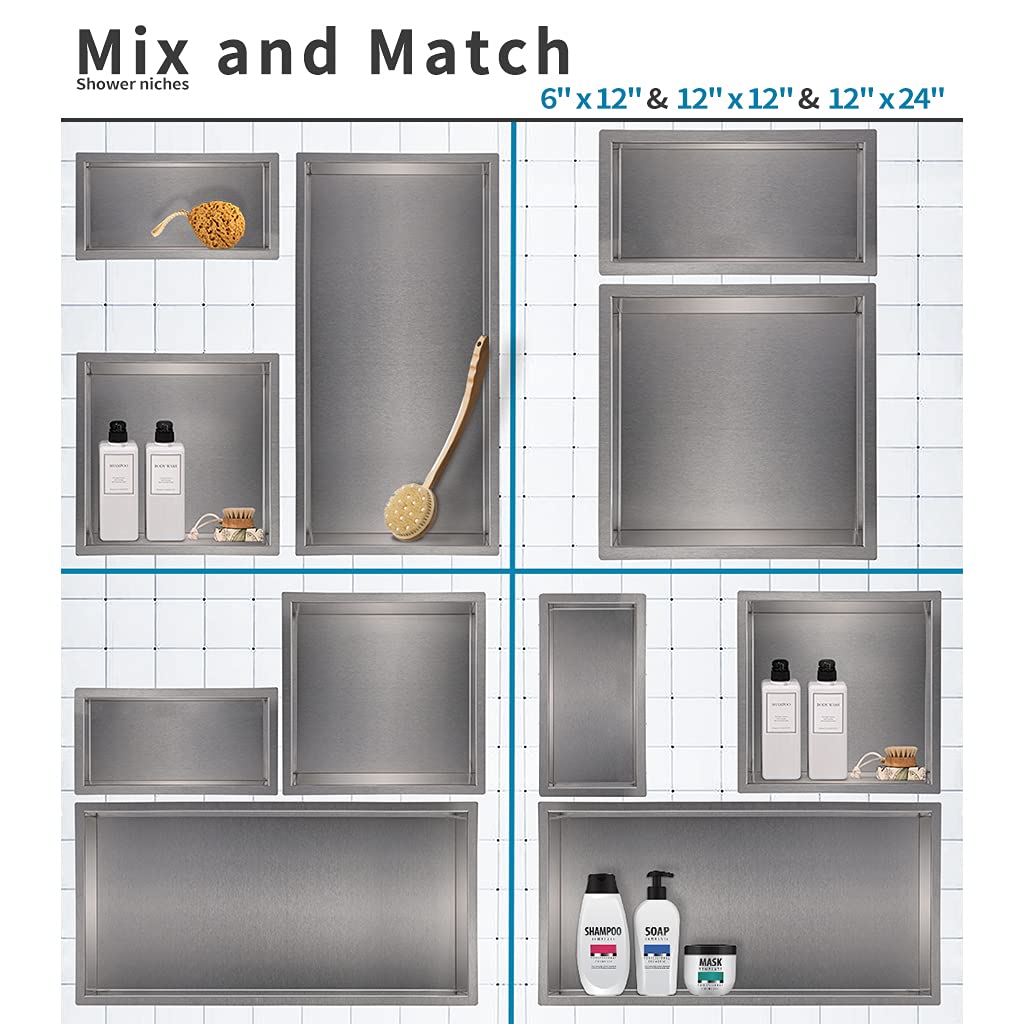 Mix and Match
Shower niches
6" x 12" & 12" x 12" & 12" x 24"
SHAMPOO
BODY WASH
SHAMPOO
BODY WASH
SHAMPOO
SOAP
MASK
TEMPLATE